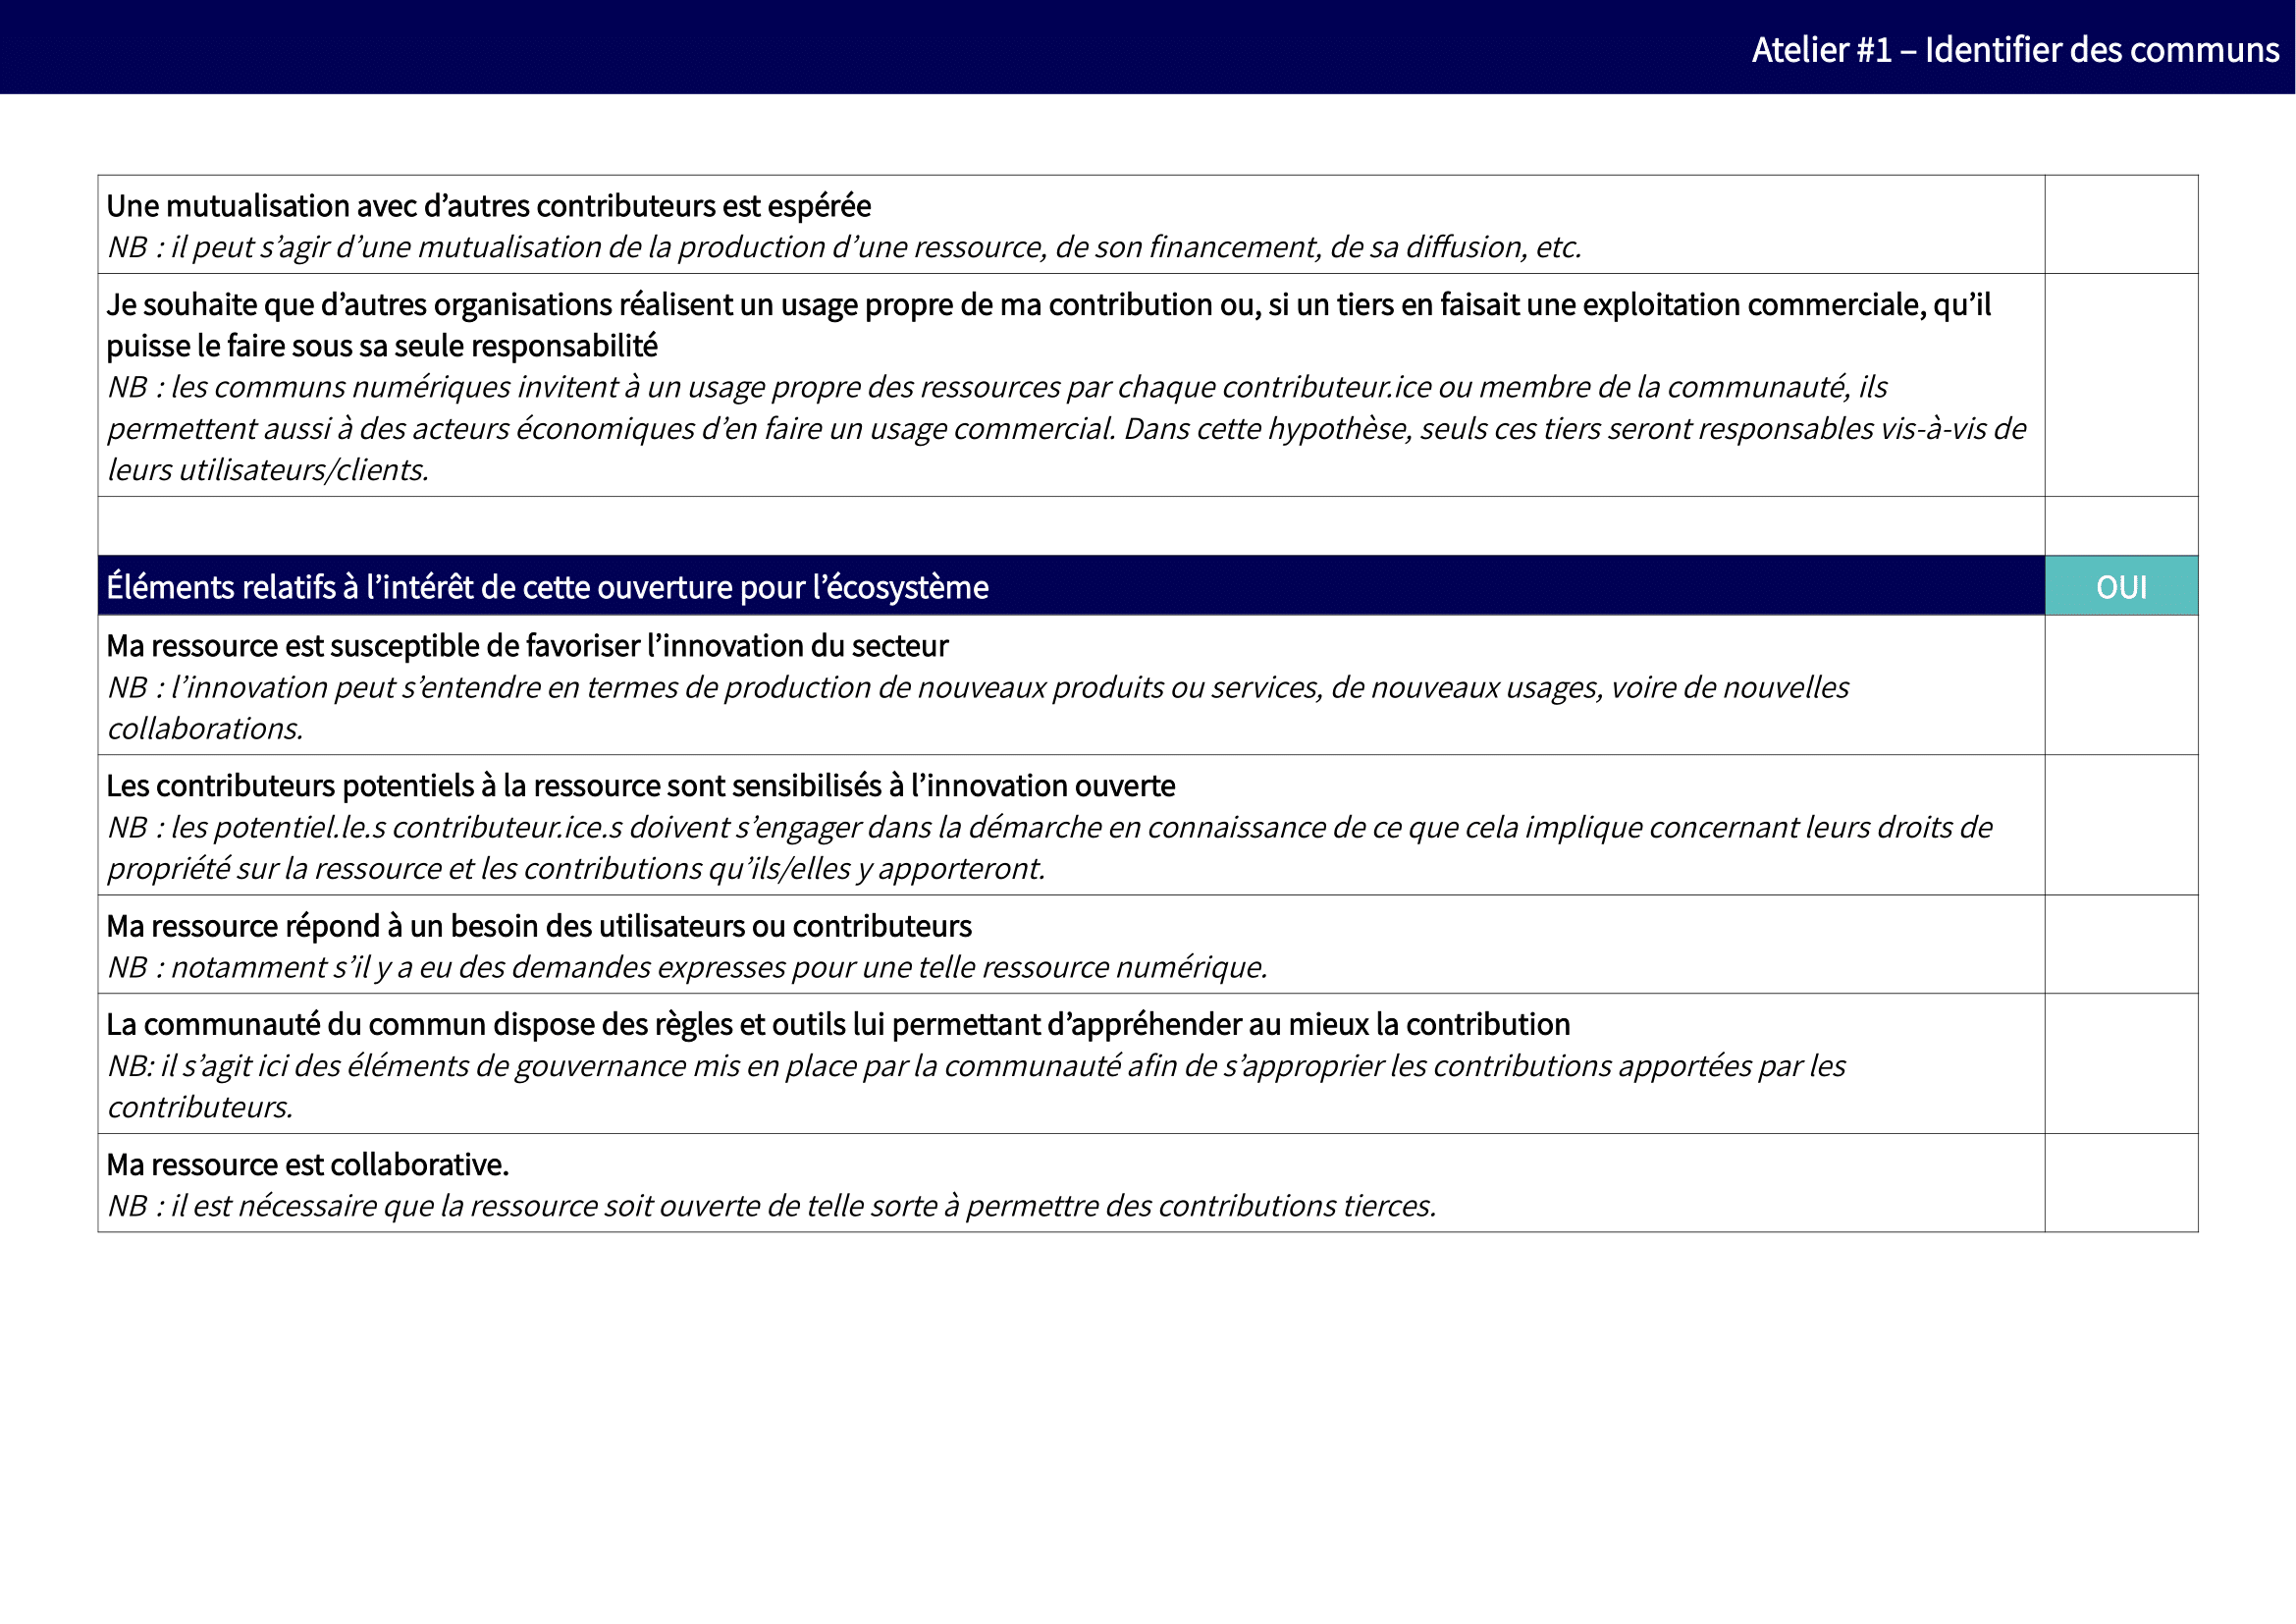 Atelier #1 – Identifier des communs
Une mutualisation avec d’autres contributeurs est espérée
NB : il peut s’agir d’une mutualisation de la production d’une ressource, de son financement, de sa diffusion, etc.
Je souhaite que d’autres organisations réalisent un usage propre de ma contribution ou, si un tiers en faisait une exploitation commerciale, qu’il
puisse le faire sous sa seule responsabilité
NB : les communs numériques invitent à un usage propre des ressources par chaque contributeur.ice ou membre de la communauté, ils
permettent aussi à des acteurs économiques d’en faire un usage commercial. Dans cette hypothèse, seuls ces tiers seront responsables vis-à-vis de
leurs utilisateurs/clients.
Éléments relatifs à l’intérêt de cette ouverture pour l’écosystème OUI
Ma ressource est susceptible de favoriser l’innovation du secteur
NB : l’innovation peut s’entendre en termes de production de nouveaux produits ou services, de nouveaux usages, voire de nouvelles
collaborations.
Les contributeurs potentiels à la ressource sont sensibilisés à l’innovation ouverte
NB : les potentiel.le.s contributeur.ice.s doivent s’engager dans la démarche en connaissance de ce que cela implique concernant leurs droits de
propriété sur la ressource et les contributions qu’ils/elles y apporteront.
Ma ressource répond à un besoin des utilisateurs ou contributeurs
NB : notamment s’il y a eu des demandes expresses pour une telle ressource numérique.
La communauté du commun dispose des règles et outils lui permettant d’appréhender au mieux la contribution
NB: il s’agit ici des éléments de gouvernance mis en place par la communauté afin de s’approprier les contributions apportées par les
contributeurs.
Ma ressource est collaborative.
NB : il est nécessaire que la ressource soit ouverte de telle sorte à permettre des contributions tierces.